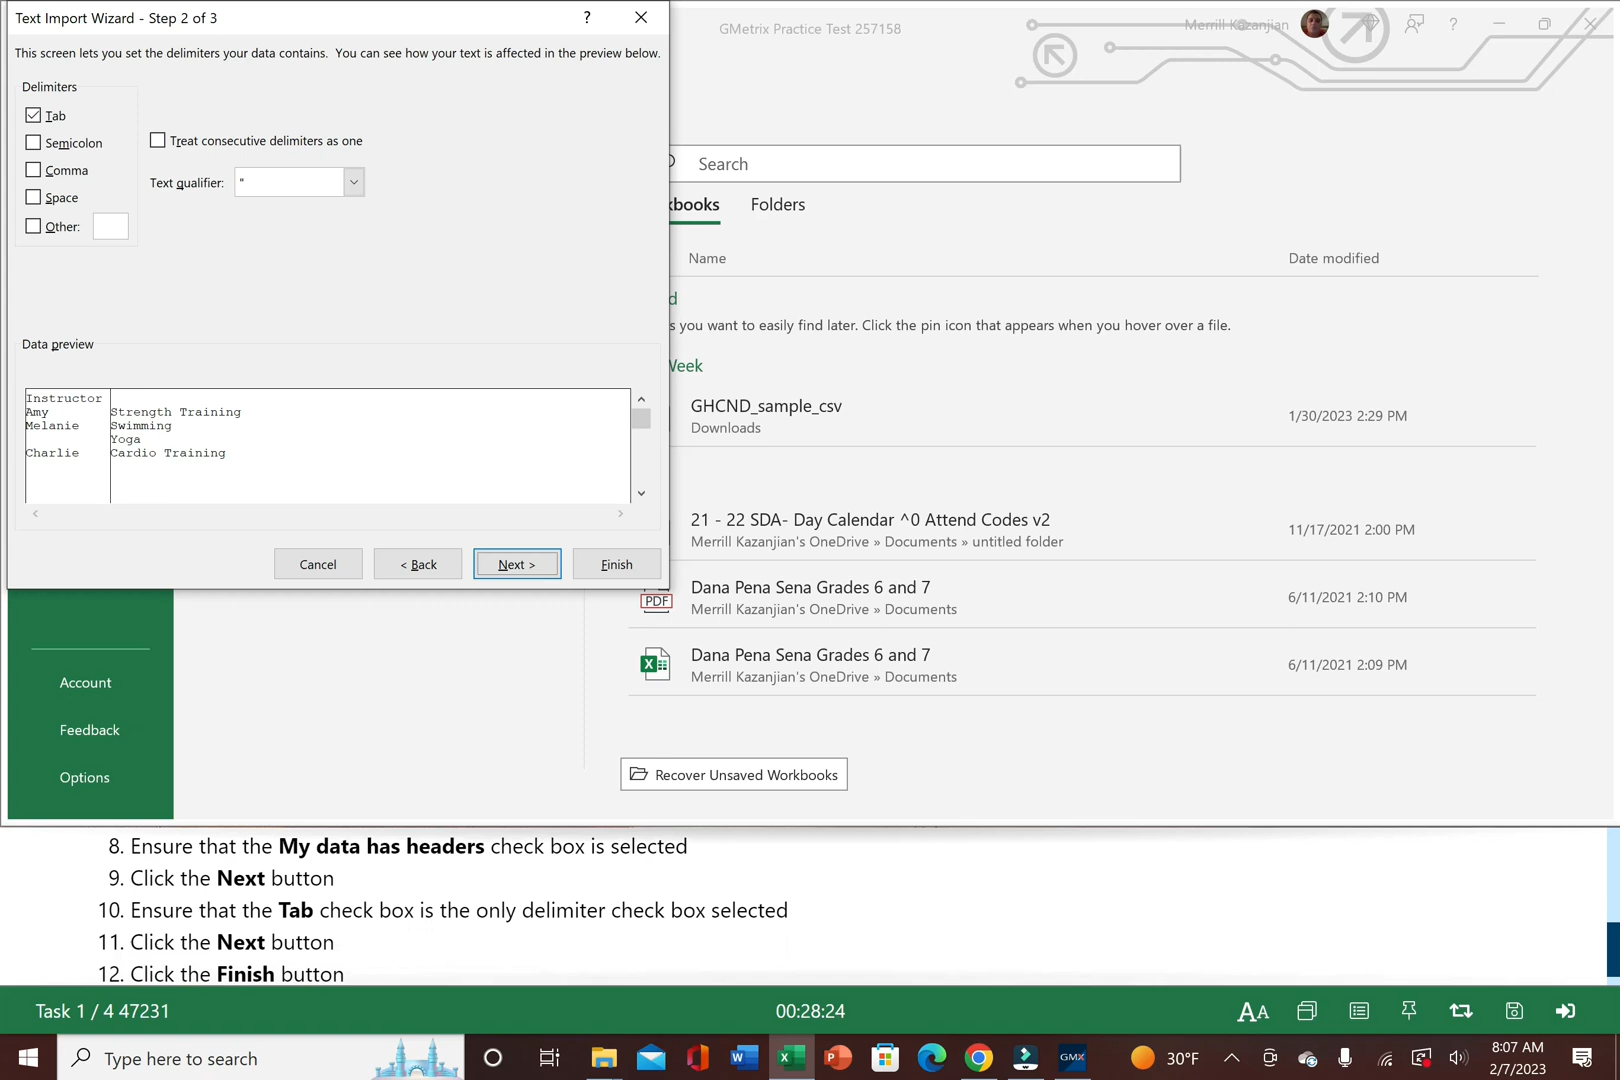 Text Import Wizard - Step 2 of 3
?
This screen lets you set the delimiters your data contains. You can see how your text is affected in the preview below.
Delimiters
Tab
Semicolon
Comma
Space
Other:
Treat consecutive delimiters as one
Text qualifier: "
Data preview
Instructor
Amy Strength Training
Melanie Swimming
Yoga
Charlie Cardio Training
Cancel
< Back
Next >
Finish
GMetrix Practice Test 257158
Merrill Kazanjian
?
Search
kbooks
Folders
Name
Date modified
d
s you want to easily find later. Click the pin icon that appears when you hover over a file.
Week
GHCND_sample_csv
Downloads
1/30/2023 2:29 PM
21 - 22 SDA- Day Calendar ^0 Attend Codes v2
Merrill Kazanjian's OneDrive » Documents » untitled folder
11/17/2021 2:00 PM
PDF
Dana Pena Sena Grades 6 and 7
Merrill Kazanjian's OneDrive » Documents
6/11/2021 2:10 PM
Dana Pena Sena Grades 6 and 7
Merrill Kazanjian's OneDrive » Documents
6/11/2021 2:09 PM
Recover Unsaved Workbooks
Account
Feedback
Options
8. Ensure that the My data has headers check box is selected
9. Click the Next button
10. Ensure that the Tab check box is the only delimiter check box selected
11. Click the Next button
12. Click the Finish button
Task 1 / 4 47231
00:28:24
AA
Type here to search
GMX
30°F
8:07 AM
2/7/2023